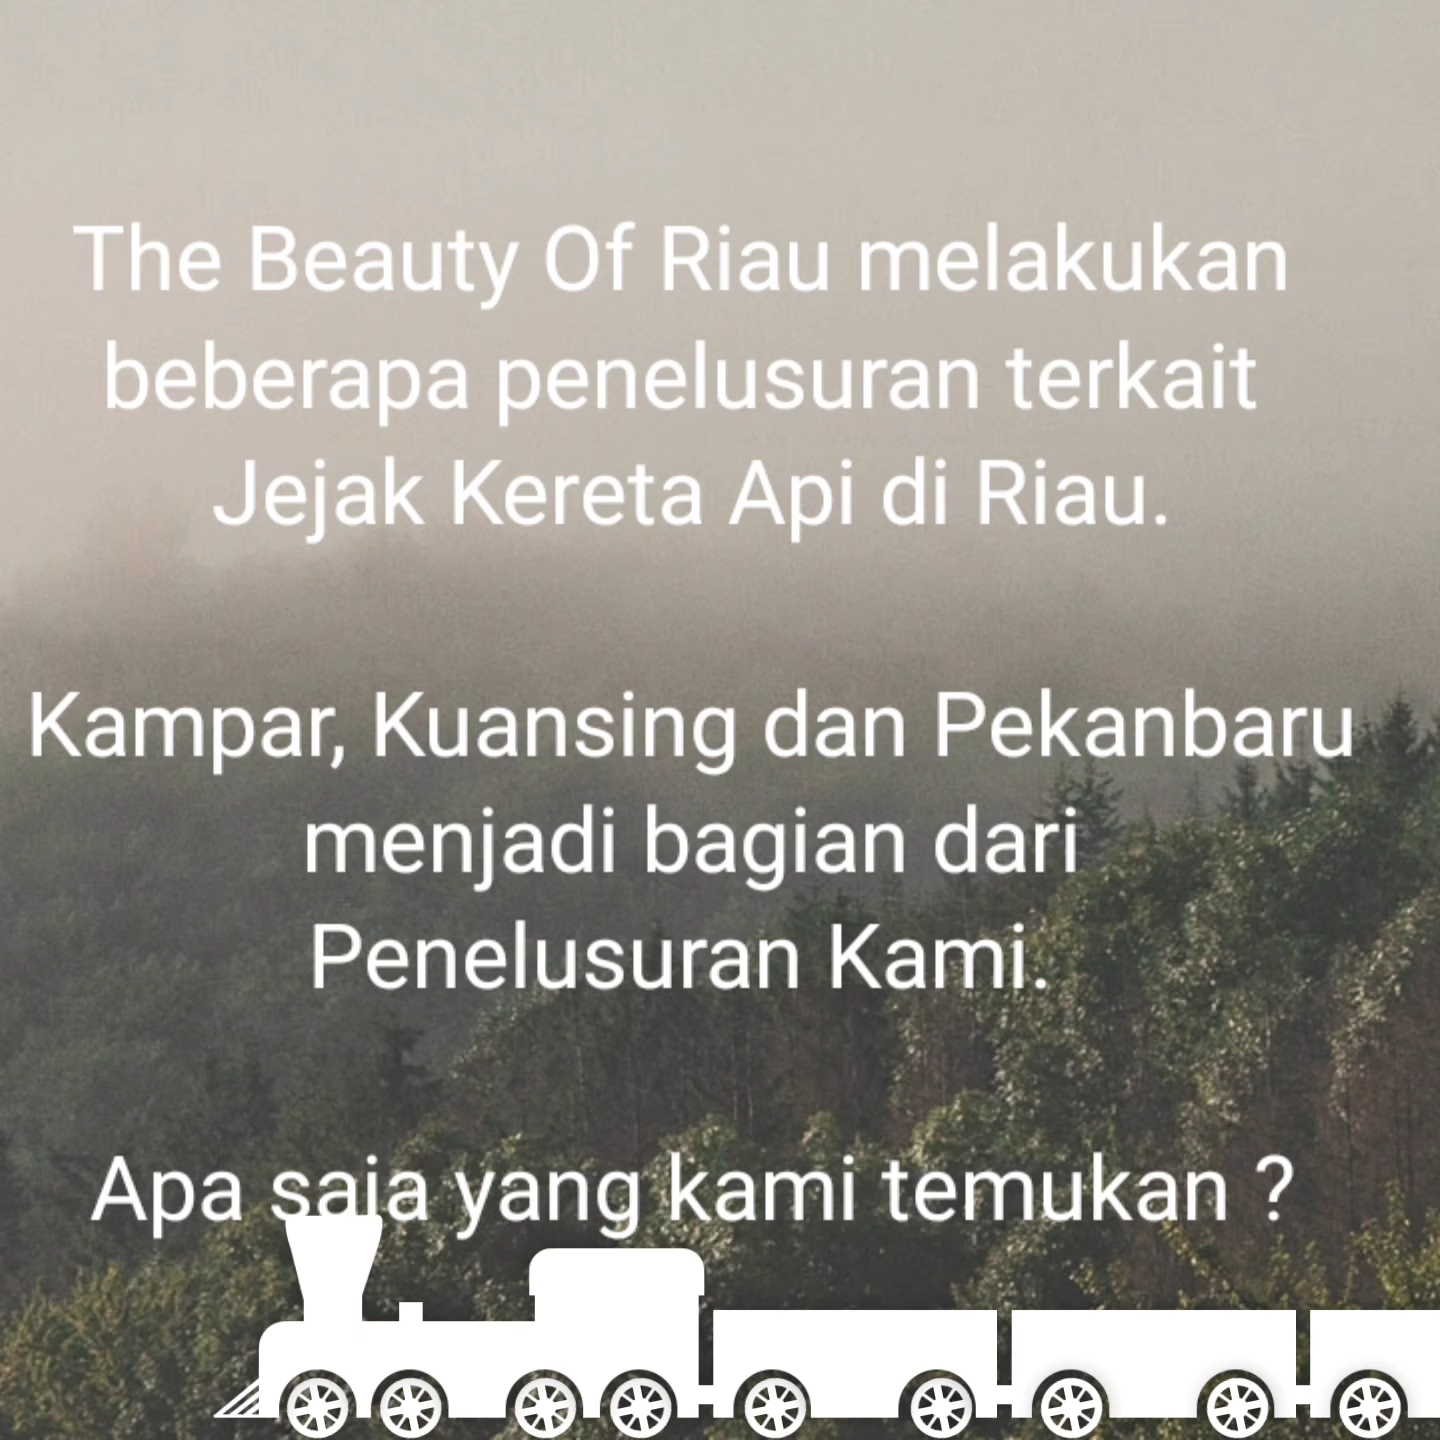 The Beauty Of Riau melakukan
beberapa penelusuran terkait
Jejak Kereta Api di Riau.
Kampar, Kuansing dan Pekanbaru
menjadi bagian dari
Penelusuran Kami.
Apa saja yang kami temukan ?